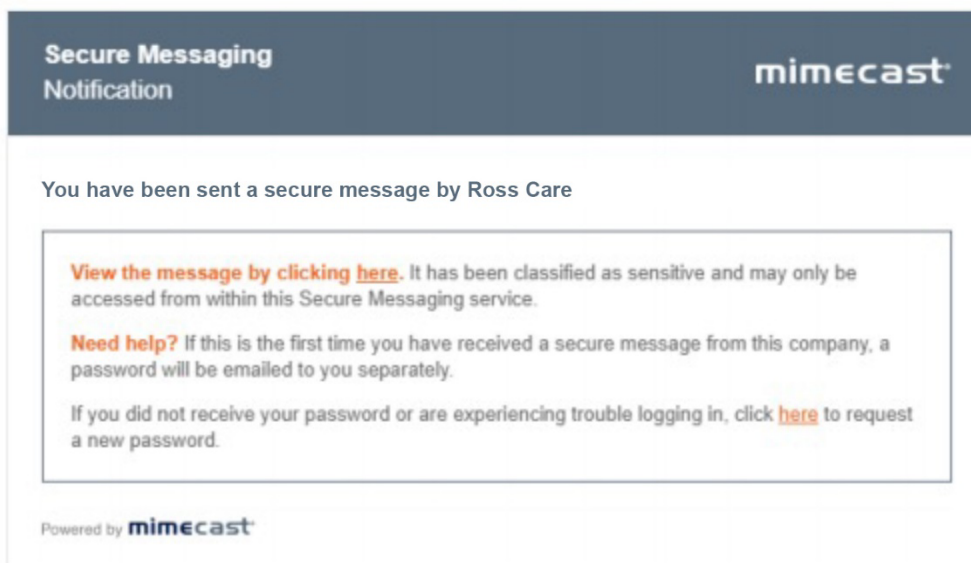 Secure Messaging
Notification
mimecast
You have been sent a secure message by Ross Care
View the message by clicking here. It has been classified as sensitive and may only be
accessed from within this Secure Messaging service.
Need help? If this is the first time you have received a secure message from this company, a
password will be emailed to you separately.
If you did not receive your password or are experiencing trouble logging in, click here to request
a new password.
Powered by mimecast